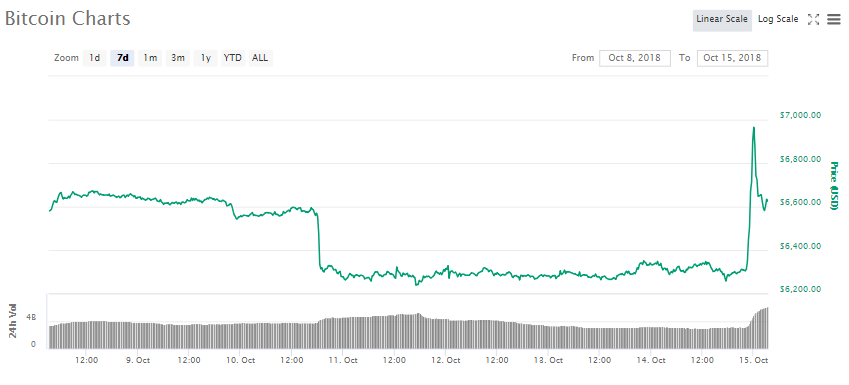 Bitcoin Charts
Linear Scale Log Scale
Zoom 1d 7d 1m 3m 1y YTD ALL From Oct 8, 2018 To Oct 15, 2018
$7,000.00
$6,800.00
$6,600.00
$6,400.00
$6,200.00
Price (USD)
24h Vol
4B
0
12:00 9. Oct 12:00 10. Oct 12:00 11. Oct 12:00 12. Oct 12:00 13. Oct 12:00 14. Oct 12:00 15. Oct